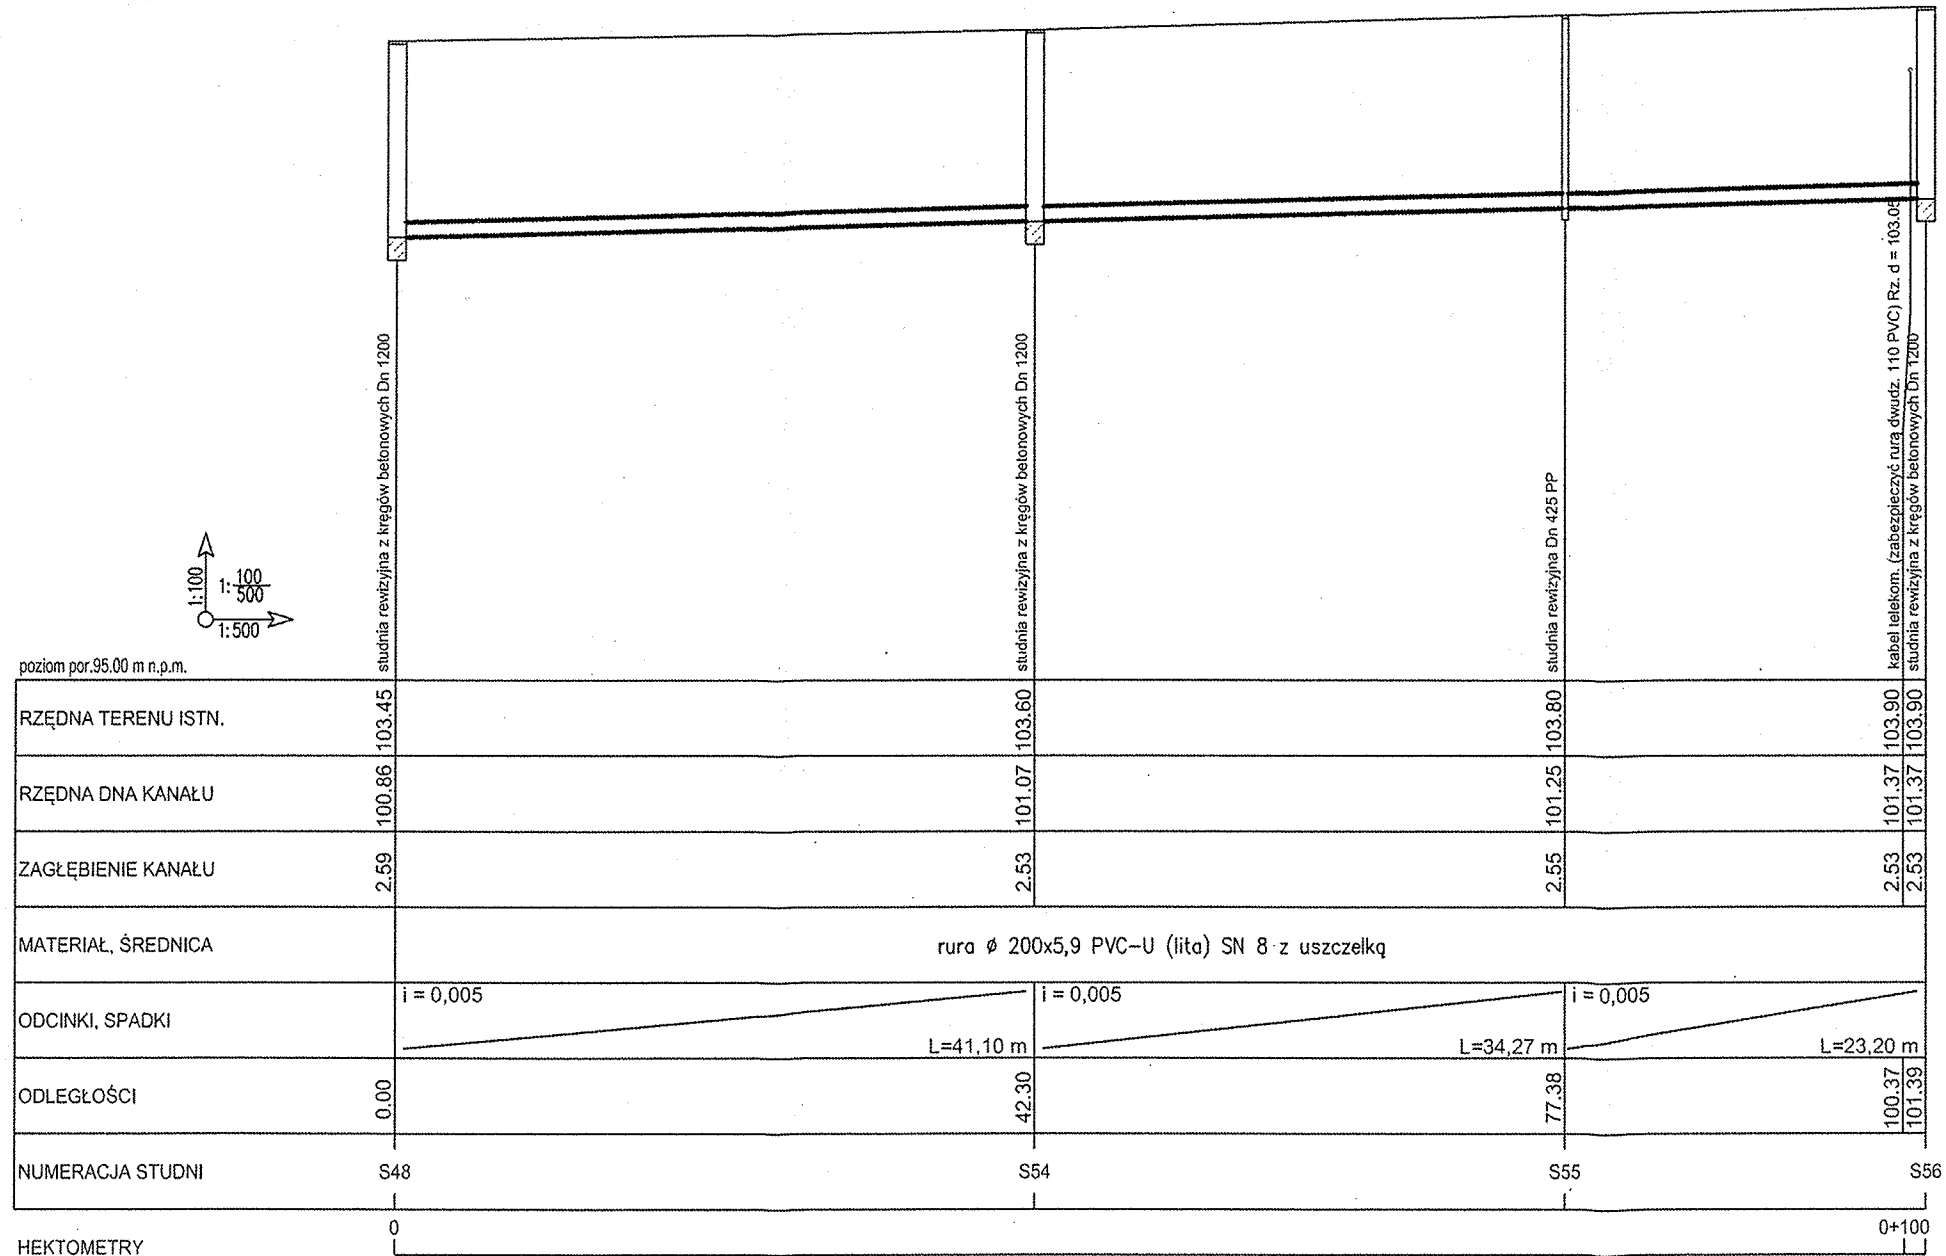 studnia rewizyjna z kręgów betonowych Dn 1200
studnia rewizyjna z kręgów betonowych Dn 1200
studnia rewizyjna Dn 425 PP
kabel telekom. (zabezpieczyć rurą dwudz. 110 PVC) Rz. d = 103.05
studnia rewizyjna z kręgów betonowych Dn 1200
1:100
1: 100/500
1:500
poziom por.95.00 m n.p.m.
RZĘDNA TERENU ISTN.
103.45
103.60
103.80
103.90
103.90
RZĘDNA DNA KANAŁU
100.86
101.07
101.25
101.37
101.37
ZAGŁĘBIENIE KANAŁU
2.59
2.53
2.55
2.53
2.53
MATERIAŁ, ŚREDNICA
rura ø 200x5,9 PVC-U (lita) SN 8 z uszczelką
ODCINKI, SPADKI
i = 0,005
L=41,10 m
i = 0,005
L=34,27 m
i = 0,005
L=23,20 m
ODLEGŁOŚCI
0.00
42.30
77.38
100.37
101.39
NUMERACJA STUDNI
S48
S54
S55
S56
HEKTOMETRY
0
0+100